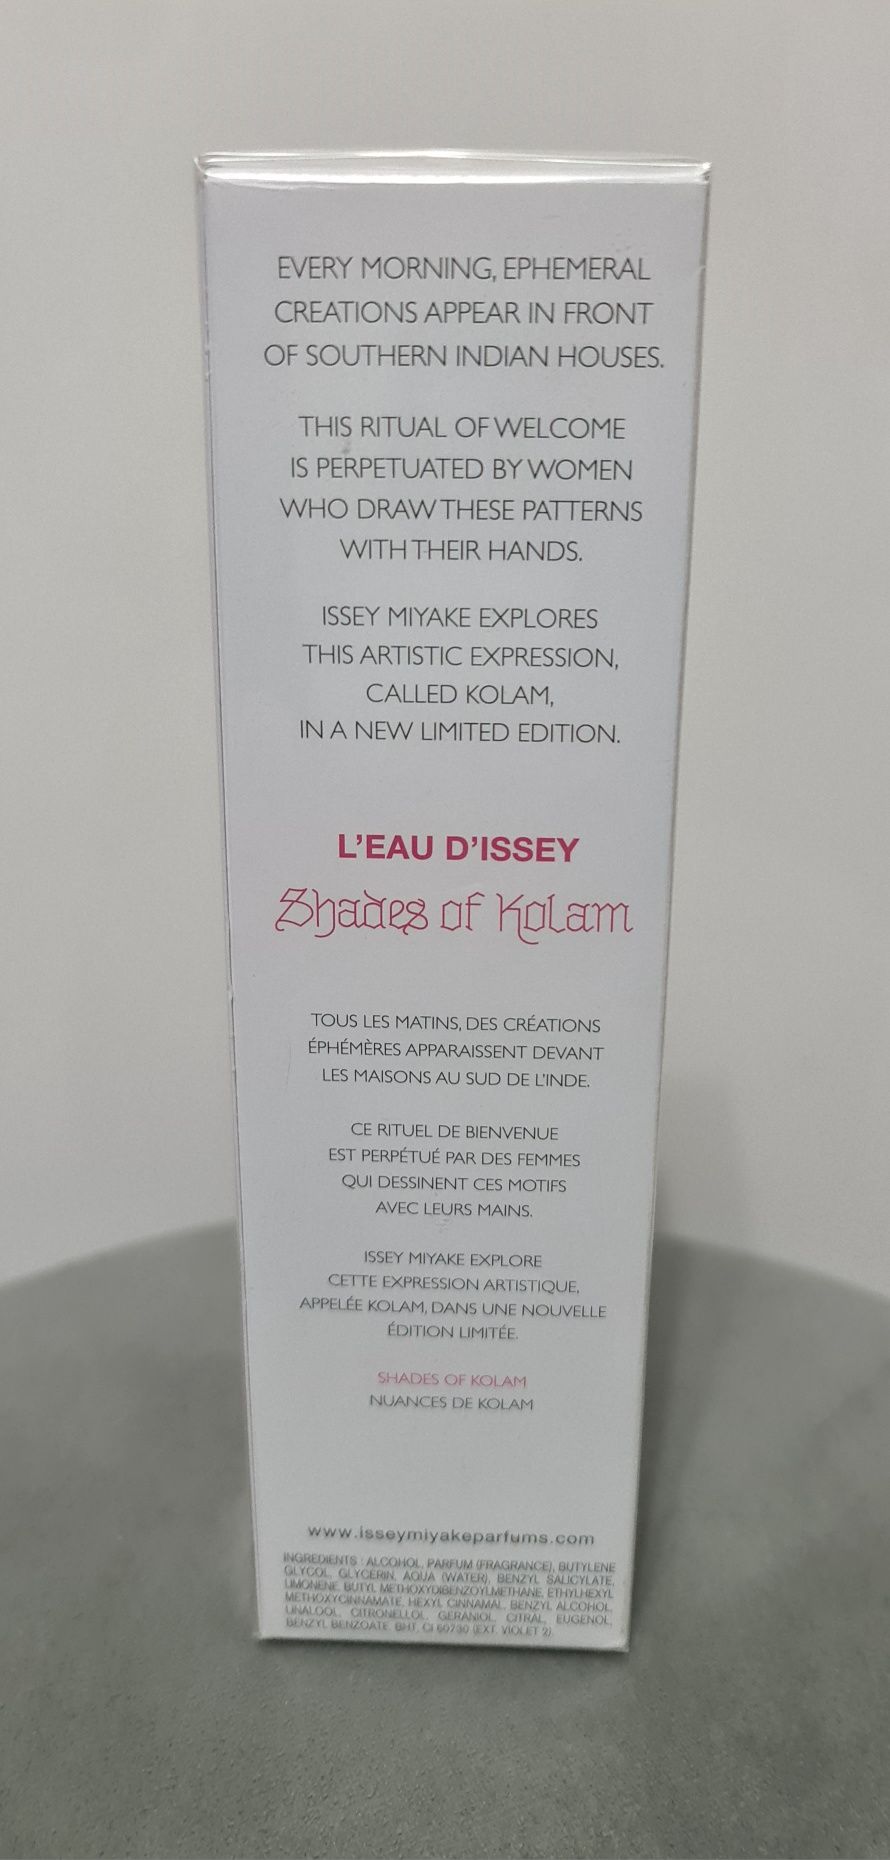 EVERY MORNING, EPHEMERAL
CREATIONS APPEAR IN FRONT
OF SOUTHERN INDIAN HOUSES.
THIS RITUAL OF WELCOME
IS PERPETUATED BY WOMEN
WHO DRAW THESE PATTERNS
WITH THEIR HANDS.
ISSEY MIYAKE EXPLORES
THIS ARTISTIC EXPRESSION,
CALLED KOLAM,
IN A NEW LIMITED EDITION.
L'EAU D'ISSEY
Shades of Kolam
TOUS LES MATINS, DES CRÉATIONS
ÉPHÉMÈRES APPARAISSENT DEVANT
LES MAISONS AU SUD DE L'INDE.
CE RITUEL DE BIENVENUE
EST PERPÉTUÉ PAR DES FEMMES
QUI DESSINENT CES MOTIFS
AVEC LEURS MAINS.
ISSEY MIYAKE EXPLORE
CETTE EXPRESSION ARTISTIQUE,
APPELÉE KOLAM, DANS UNE NOUVELLE
ÉDITION LIMITÉE.
SHADES OF KOLAM
NUANCES DE KOLAM
www.isseymiyakeparfums.com
INGREDIENTS : ALCOHOL, PARFUM (FRAGRANCE), BUTYLENE
GLYCOL, GLYCERIN, AQUA (WATER), BENZYL SALICYLATE,
LIMONENE, BUTYL METHOXYDIBENZOYLMETHANE, ETHYLHEXYL
METHOXYCINNAMATE, HEXYL CINNAMAL, BENZYL ALCOHOL,
LINALOOL, CITRONELLOL, GERANIOL, CITRAL, EUGENOL,
BENZYL BENZOATE, BHT, CI 60730 (EXT. VIOLET 2).